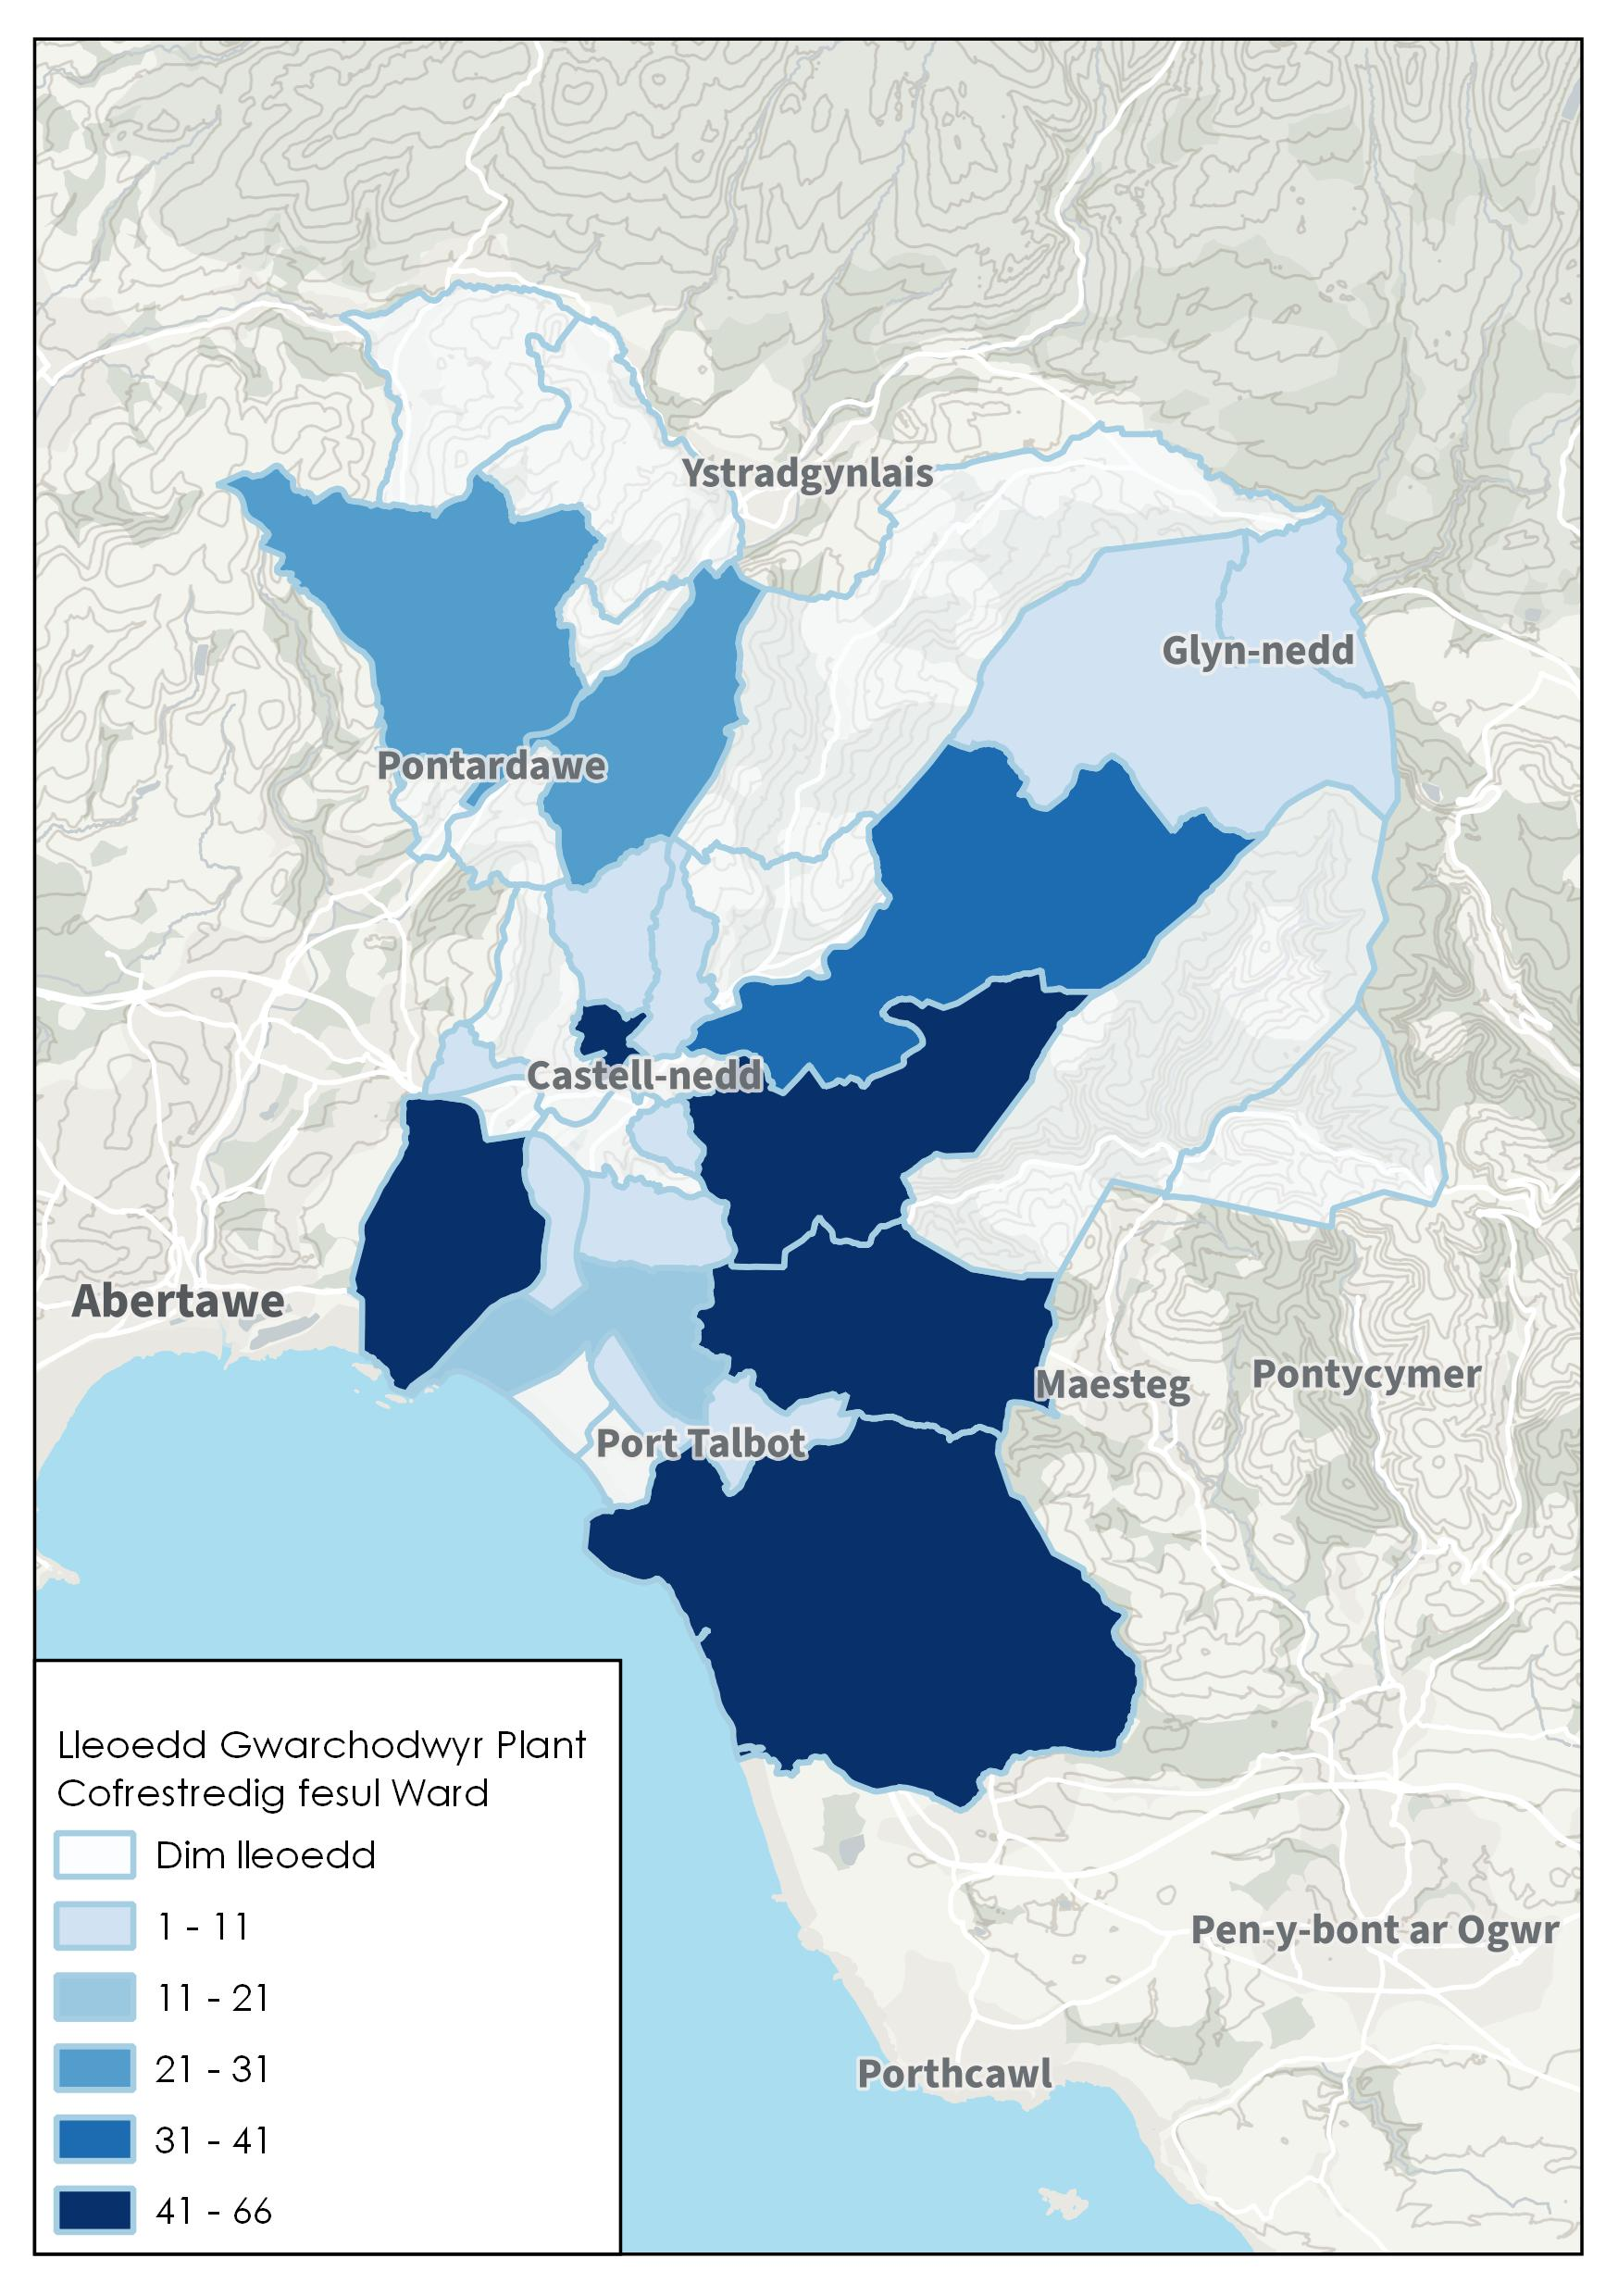 Ystradgynlais
Glyn-nedd
Pontardawe
Castell-nedd
Abertawe
Maesteg
Pontycymer
Port Talbot
Lleoedd Gwarchodwyr Plant
Cofrestredig fesul Ward
Dim lleoedd
1 - 11
11 - 21
21 - 31
31 - 41
41 - 66
Pen-y-bont ar Ogwr
Porthcawl